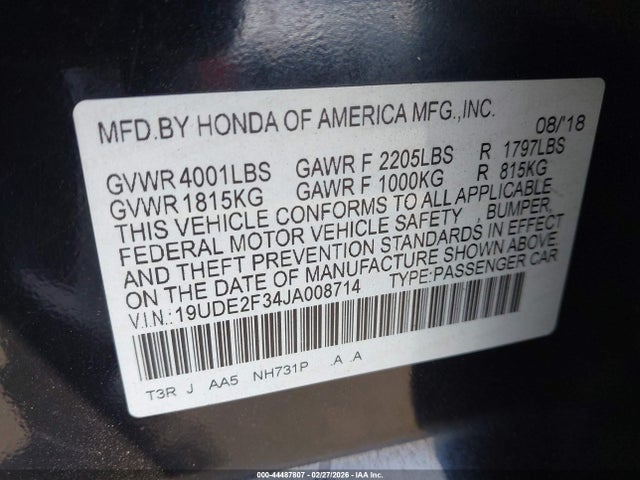 MFD.BY HONDA OF AMERICA MFG.,INC. 08/'18
GVWR 4001LBS GAWR F 2205LBS R 1797LBS
GVWR 1815KG GAWR F 1000KG R 815KG
THIS VEHICLE CONFORMS TO ALL APPLICABLE
FEDERAL MOTOR VEHICLE SAFETY , BUMPER,
AND THEFT PREVENTION STANDARDS IN EFFECT
ON THE DATE OF MANUFACTURE SHOWN ABOVE.
V.I.N.: 19UDE2F34JA008714 TYPE:PASSENGER CAR
T3R J AA5 NH731P .A .A
000-44487807 - 02/27/2026 - IAA Inc.